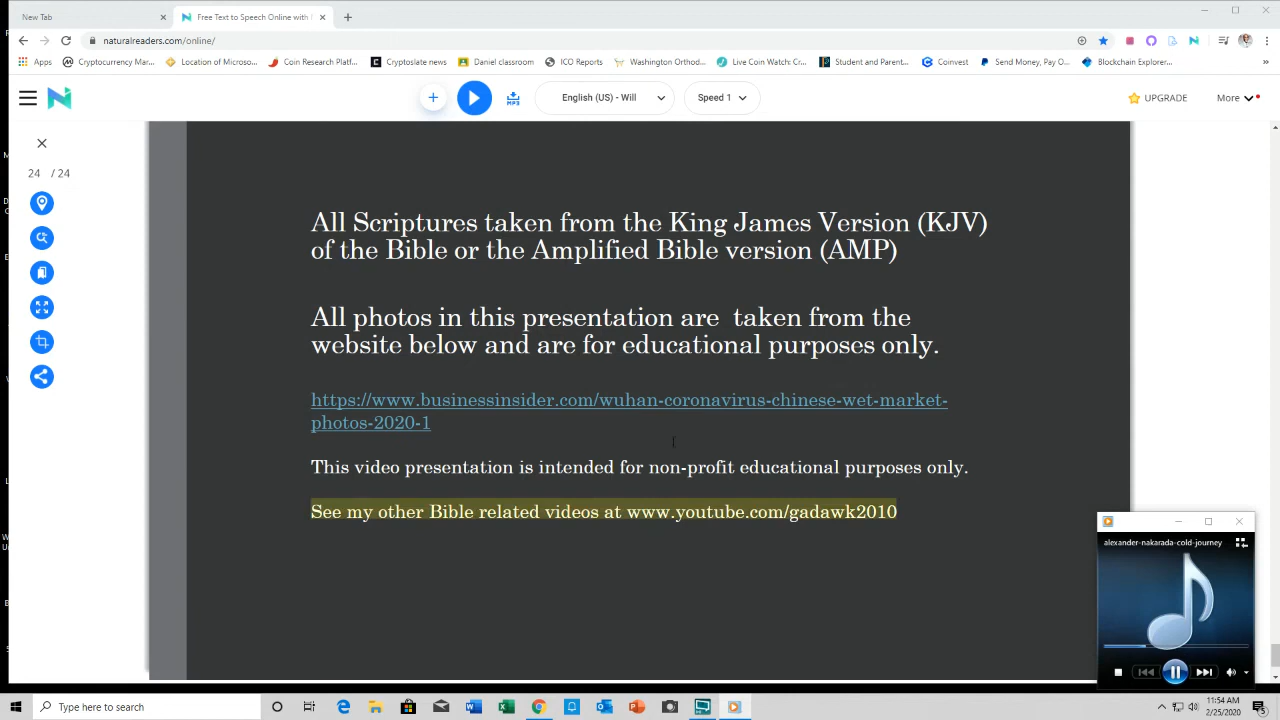 New Tab
Free Text to Speech Online with
naturalreaders.com/online/
Apps
Cryptocurrency Mar...
Location of Microso...
Coin Research Platf...
Cryptoslate news
Daniel classroom
ICO Reports
Washington Orthod...
Live Coin Watch: Cr...
Student and Parent...
Coinvest
Send Money, Pay O...
Blockchain Explorer...
MP3
English (US) - Will
Speed 1
UPGRADE
More
24 / 24
All Scriptures taken from the King James Version (KJV)
of the Bible or the Amplified Bible version (AMP)
All photos in this presentation are taken from the
website below and are for educational purposes only.
https://www.businessinsider.com/wuhan-coronavirus-chinese-wet-market-
photos-2020-1
This video presentation is intended for non-profit educational purposes only.
See my other Bible related videos at www.youtube.com/gadawk2010
alexander-nakarada-cold-journey
Type here to search
11:54 AM
2/25/2020
5